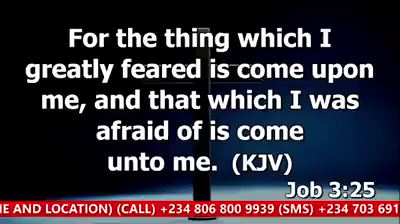 For the thing which I
greatly feared is come upon
me, and that which I was
afraid of is come
unto me. (KJV)
Job 3:25
AND LOCATION) (CALL) +234 806 800 9939 (SMS) +234 703 691